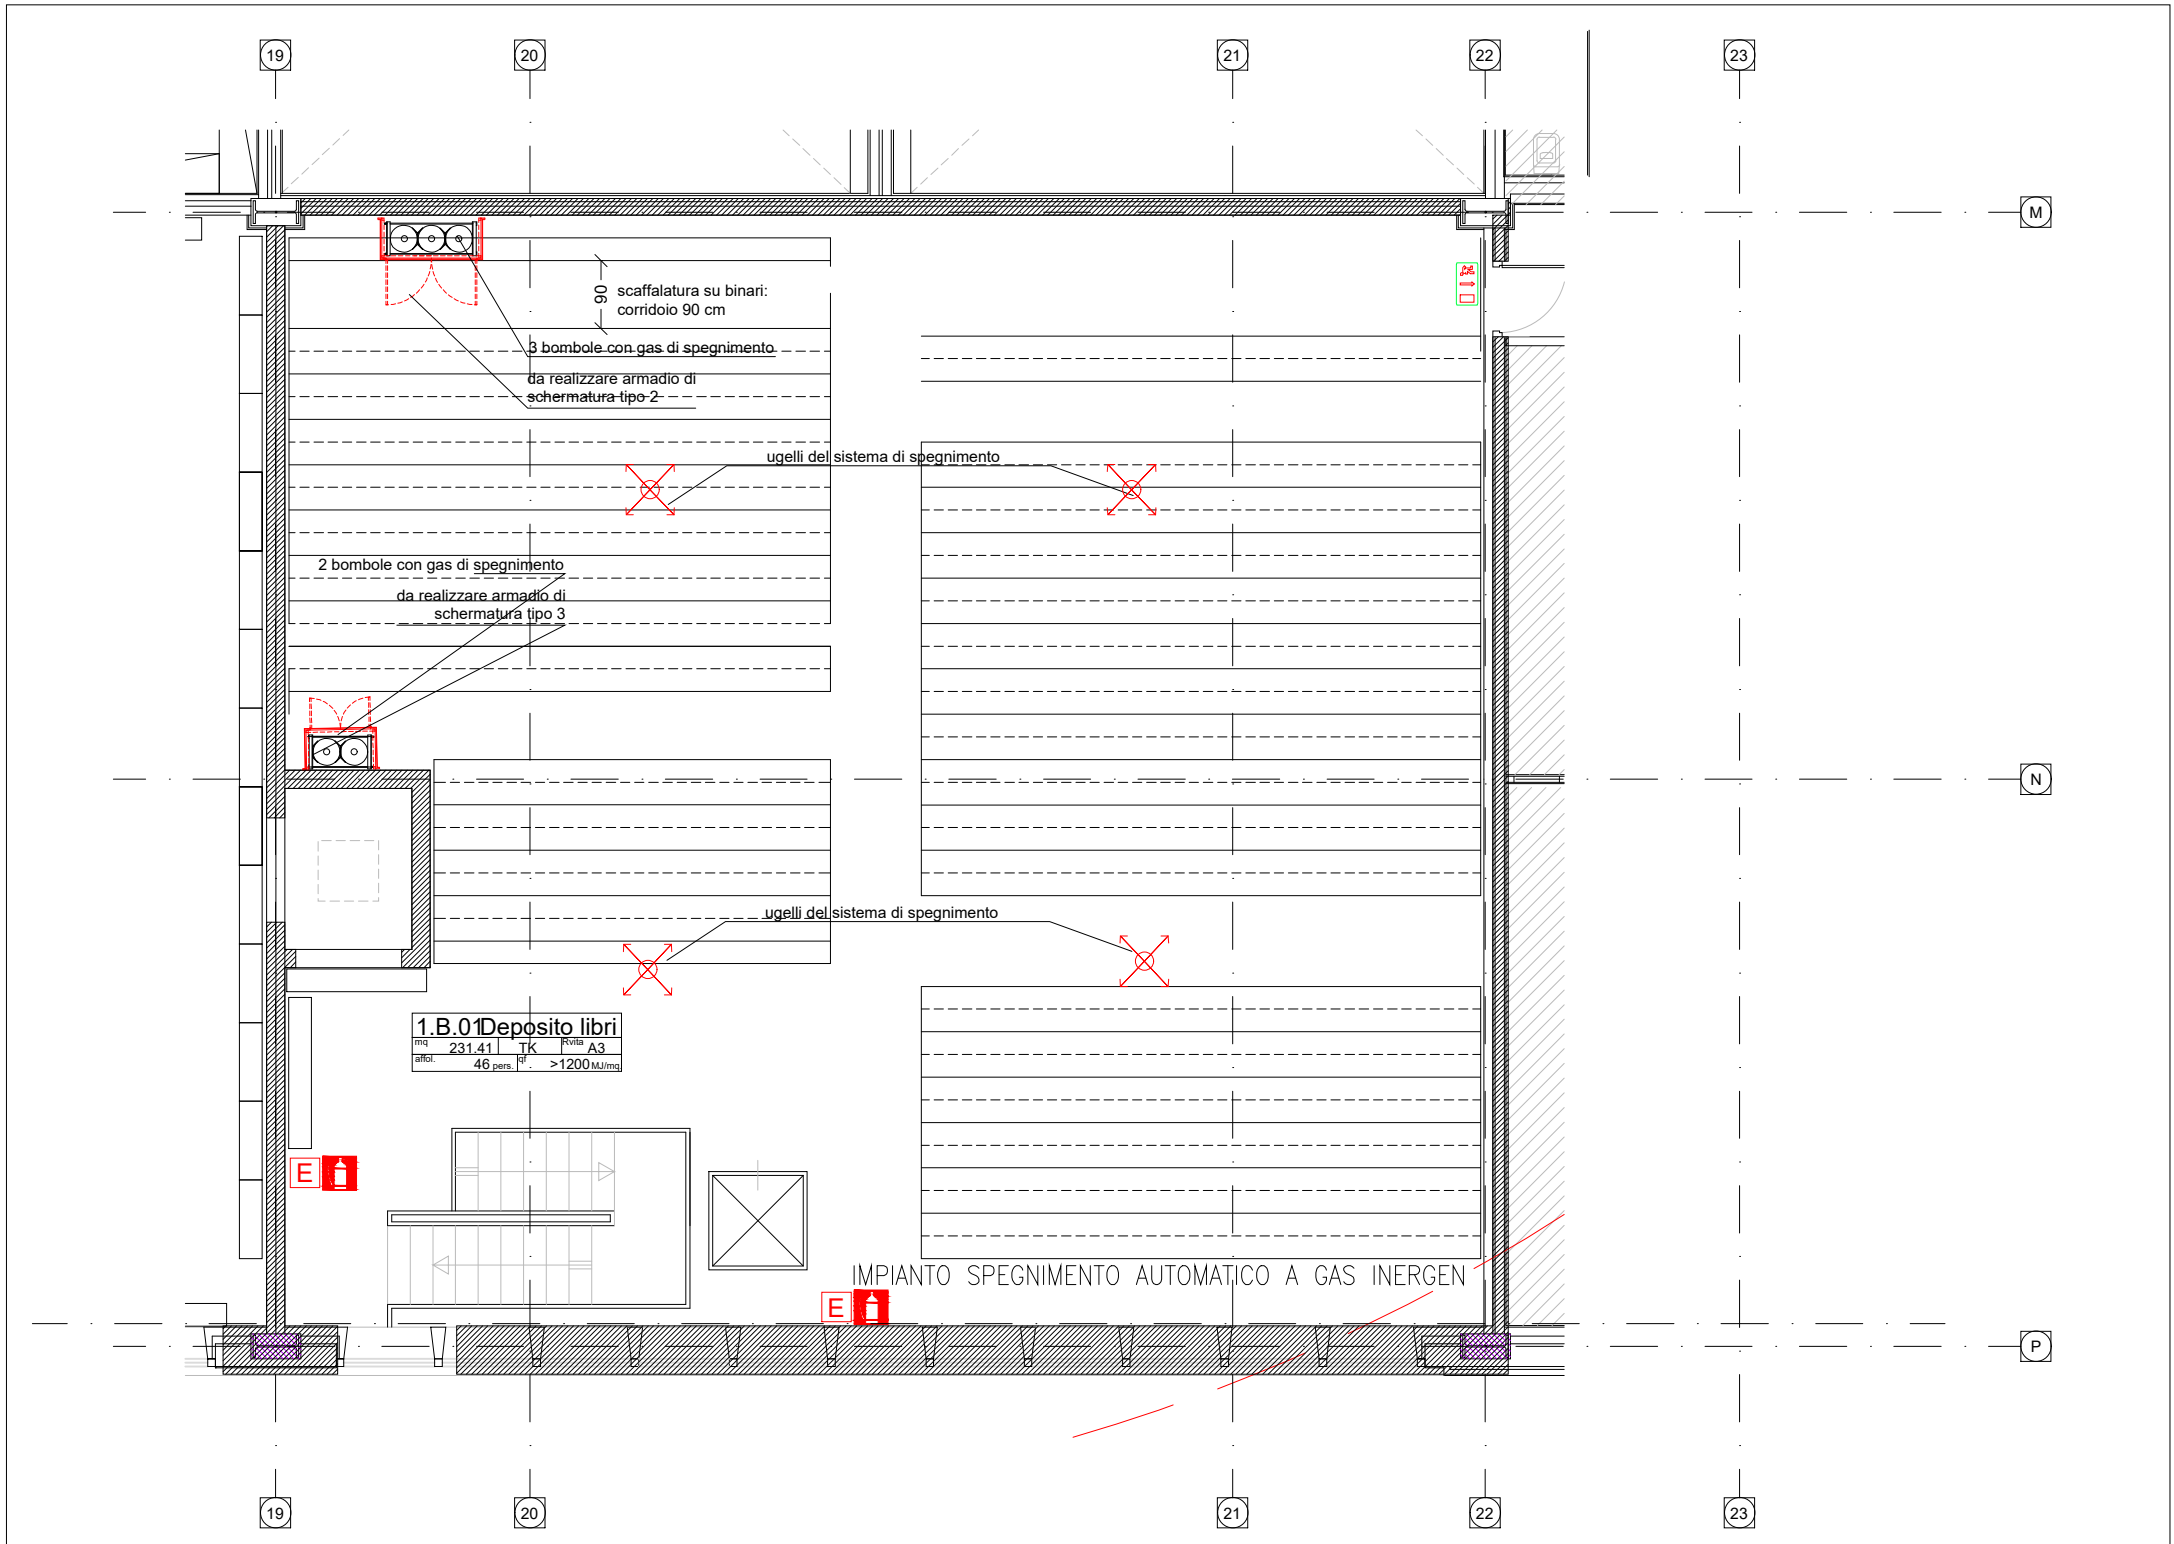 19
20
21
22
23
M
90
scaffalatura su binari:
corridoio 90 cm
3 bombole con gas di spegnimento
da realizzare armadio di
schermatura tipo 2
ugelli del sistema di spegnimento
2 bombole con gas di spegnimento
da realizzare armadio di
schermatura tipo 3
N
ugelli del sistema di spegnimento
1.B.01 Deposito libri
mq 231.41 TK Rvita A3
affol. 46 pers. qf. >1200 MJ/mq
E
IMPIANTO SPEGNIMENTO AUTOMATICO A GAS INERGEN
E
P
19
20
21
22
23